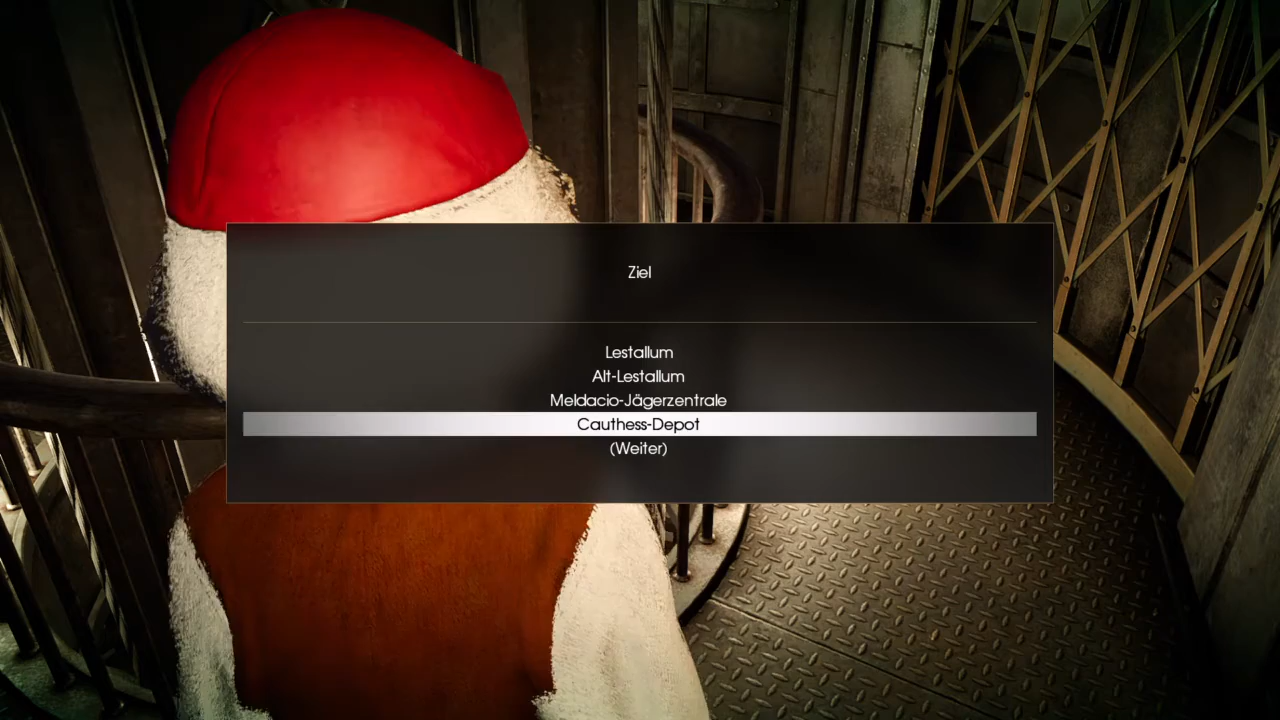 Ziel
Lestallum
Alt-Lestallum
Meldacio-Jägerzentrale
Cauthess-Depot
(Weiter)